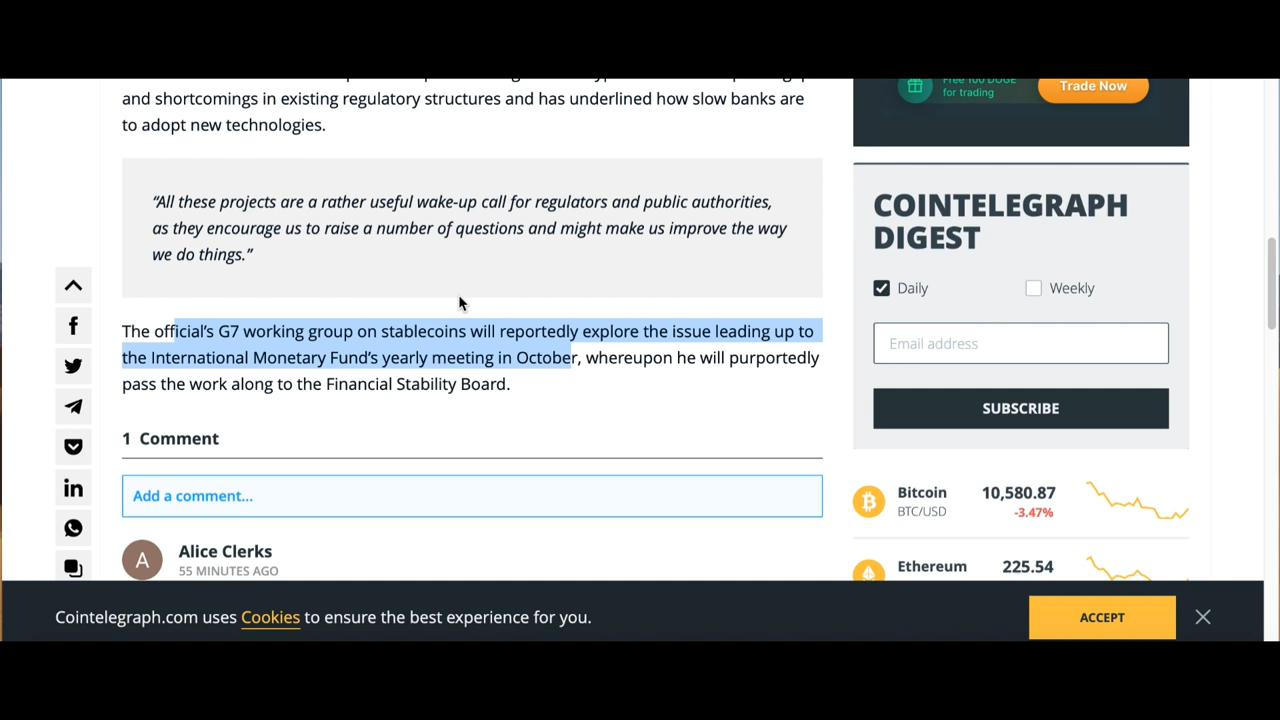 and shortcomings in existing regulatory structures and has underlined how slow banks are
to adopt new technologies.
“All these projects are a rather useful wake-up call for regulators and public authorities,
as they encourage us to raise a number of questions and might make us improve the way
we do things.”
The official’s G7 working group on stablecoins will reportedly explore the issue leading up to
the International Monetary Fund’s yearly meeting in October, whereupon he will purportedly
pass the work along to the Financial Stability Board.
1 Comment
Add a comment...
A
Alice Clerks
55 MINUTES AGO
Free 100 DOGE
for trading
Trade Now
COINTELEGRAPH
DIGEST
Daily
Weekly
Email address
SUBSCRIBE
Bitcoin 10,580.87
BTC/USD -3.47%
Ethereum 225.54
Cointelegraph.com uses Cookies to ensure the best experience for you.
ACCEPT